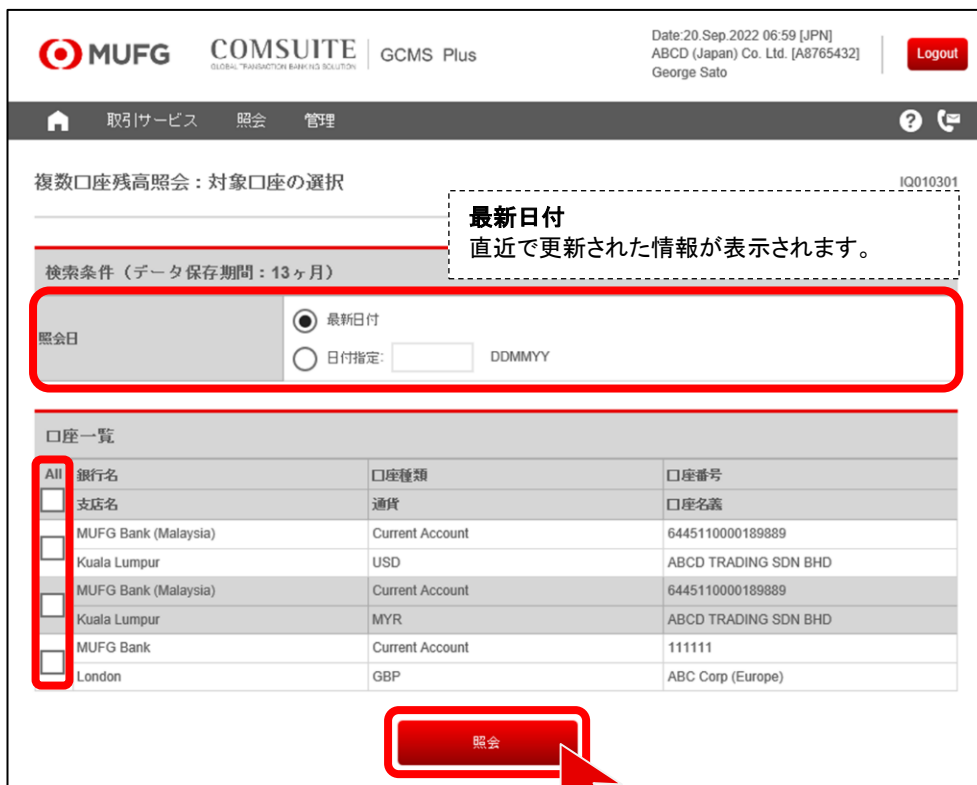 MUFG COMSUITE GCMS Plus
GLOBAL TRANSACTION BANKING SOLUTION
Date:20.Sep.2022 06:59 [JPN]
ABCD (Japan) Co. Ltd. [A8765432]
George Sato
Logout
取引サービス 照会 管理
?
複数口座残高照会：対象口座の選択
IQ010301
最新日付
直近で更新された情報が表示されます。
検索条件（データ保存期間：13ヶ月）
照会日
最新日付
日付指定: DDMMYY
口座一覧
All 銀行名 口座種類 口座番号
支店名 通貨 口座名義
MUFG Bank (Malaysia) Current Account 6445110000189889
Kuala Lumpur USD ABCD TRADING SDN BHD
MUFG Bank (Malaysia) Current Account 6445110000189889
Kuala Lumpur MYR ABCD TRADING SDN BHD
MUFG Bank Current Account 111111
London GBP ABC Corp (Europe)
照会